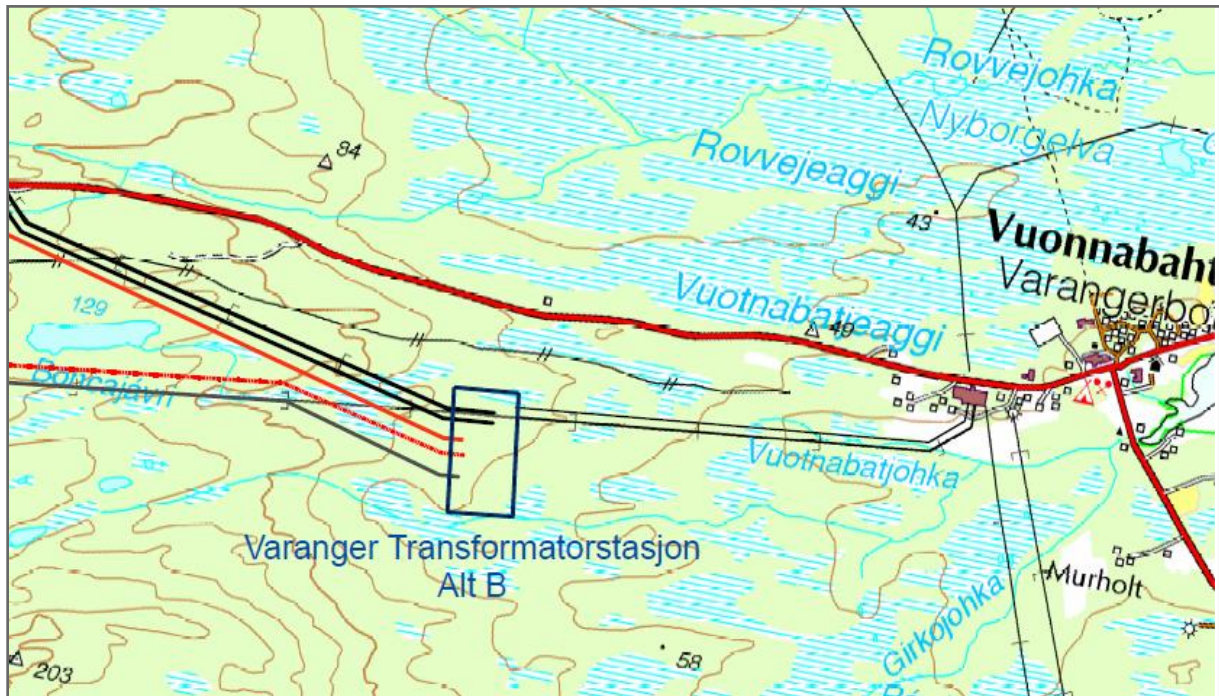 Rovvejohka
Nyborgelva
84
Rovvejeaggi
43
Vuonnabaht
Varangerbo
129
Vuotnabatjeaggi
49
Vuotnabatjohka
Varanger Transformatorstasjon
Alt B
Murholt
Girkojohka
58
203